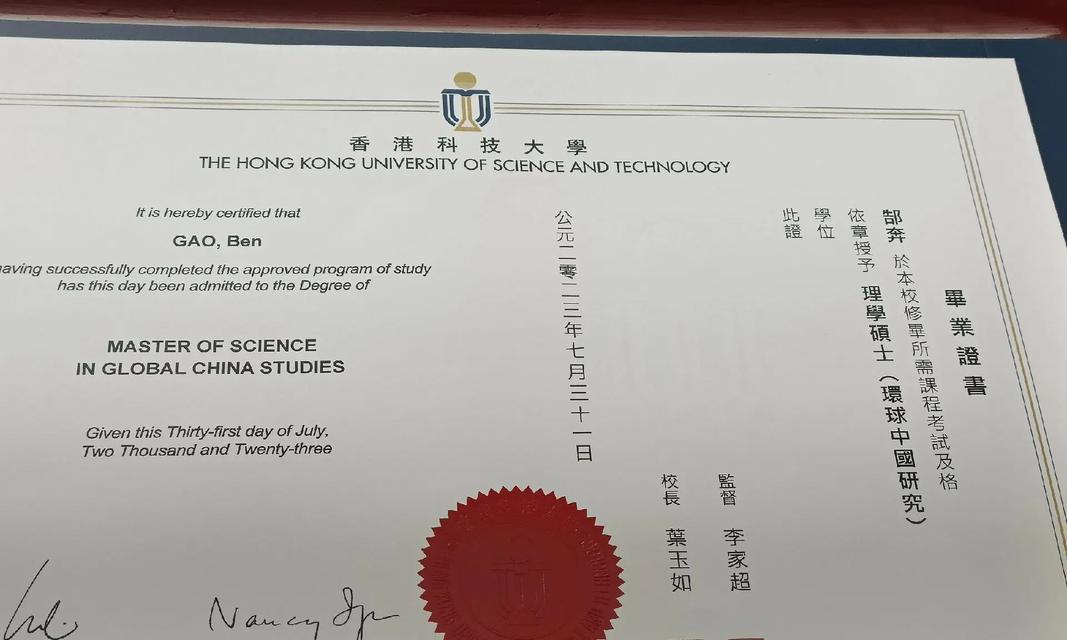 香港科技大學
THE HONG KONG UNIVERSITY OF SCIENCE AND TECHNOLOGY
It is hereby certified that
GAO, Ben
having successfully completed the approved program of study
has this day been admitted to the Degree of
MASTER OF SCIENCE
IN GLOBAL CHINA STUDIES
Given this Thirty-first day of July,
Two Thousand and Twenty-three
畢業證書
郜奔 於本校修畢所需課程考試及格
依章授予 理學碩士（環球中國研究）
學位
此證
公元二零二三年七月三十一日
監督 李家超
校長 葉玉如
Nancy Ip